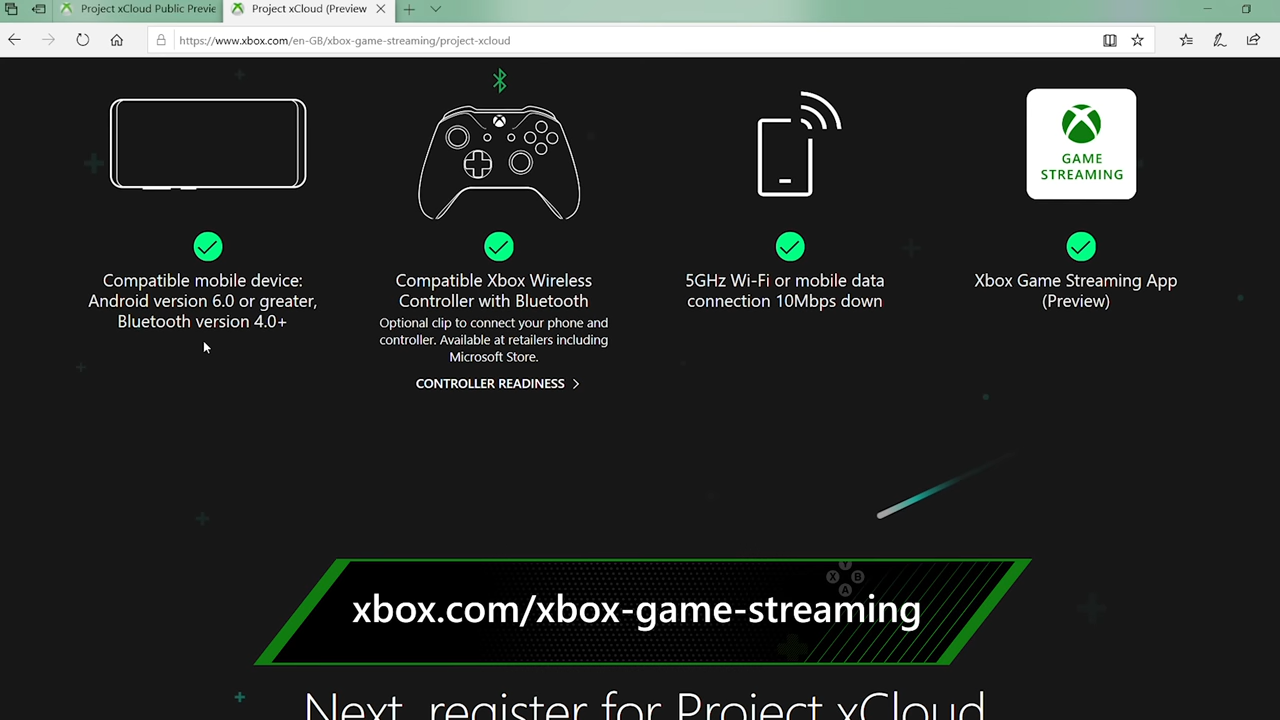 Project xCloud Public Previe
Project xCloud (Preview
https://www.xbox.com/en-GB/xbox-game-streaming/project-xcloud
GAME
STREAMING
Compatible mobile device:
Android version 6.0 or greater,
Bluetooth version 4.0+
Compatible Xbox Wireless
Controller with Bluetooth
Optional clip to connect your phone and
controller. Available at retailers including
Microsoft Store.
CONTROLLER READINESS
5GHz Wi-Fi or mobile data
connection 10Mbps down
Xbox Game Streaming App
(Preview)
Y
X B
A
xbox.com/xbox-game-streaming
Next, register for Project xCloud